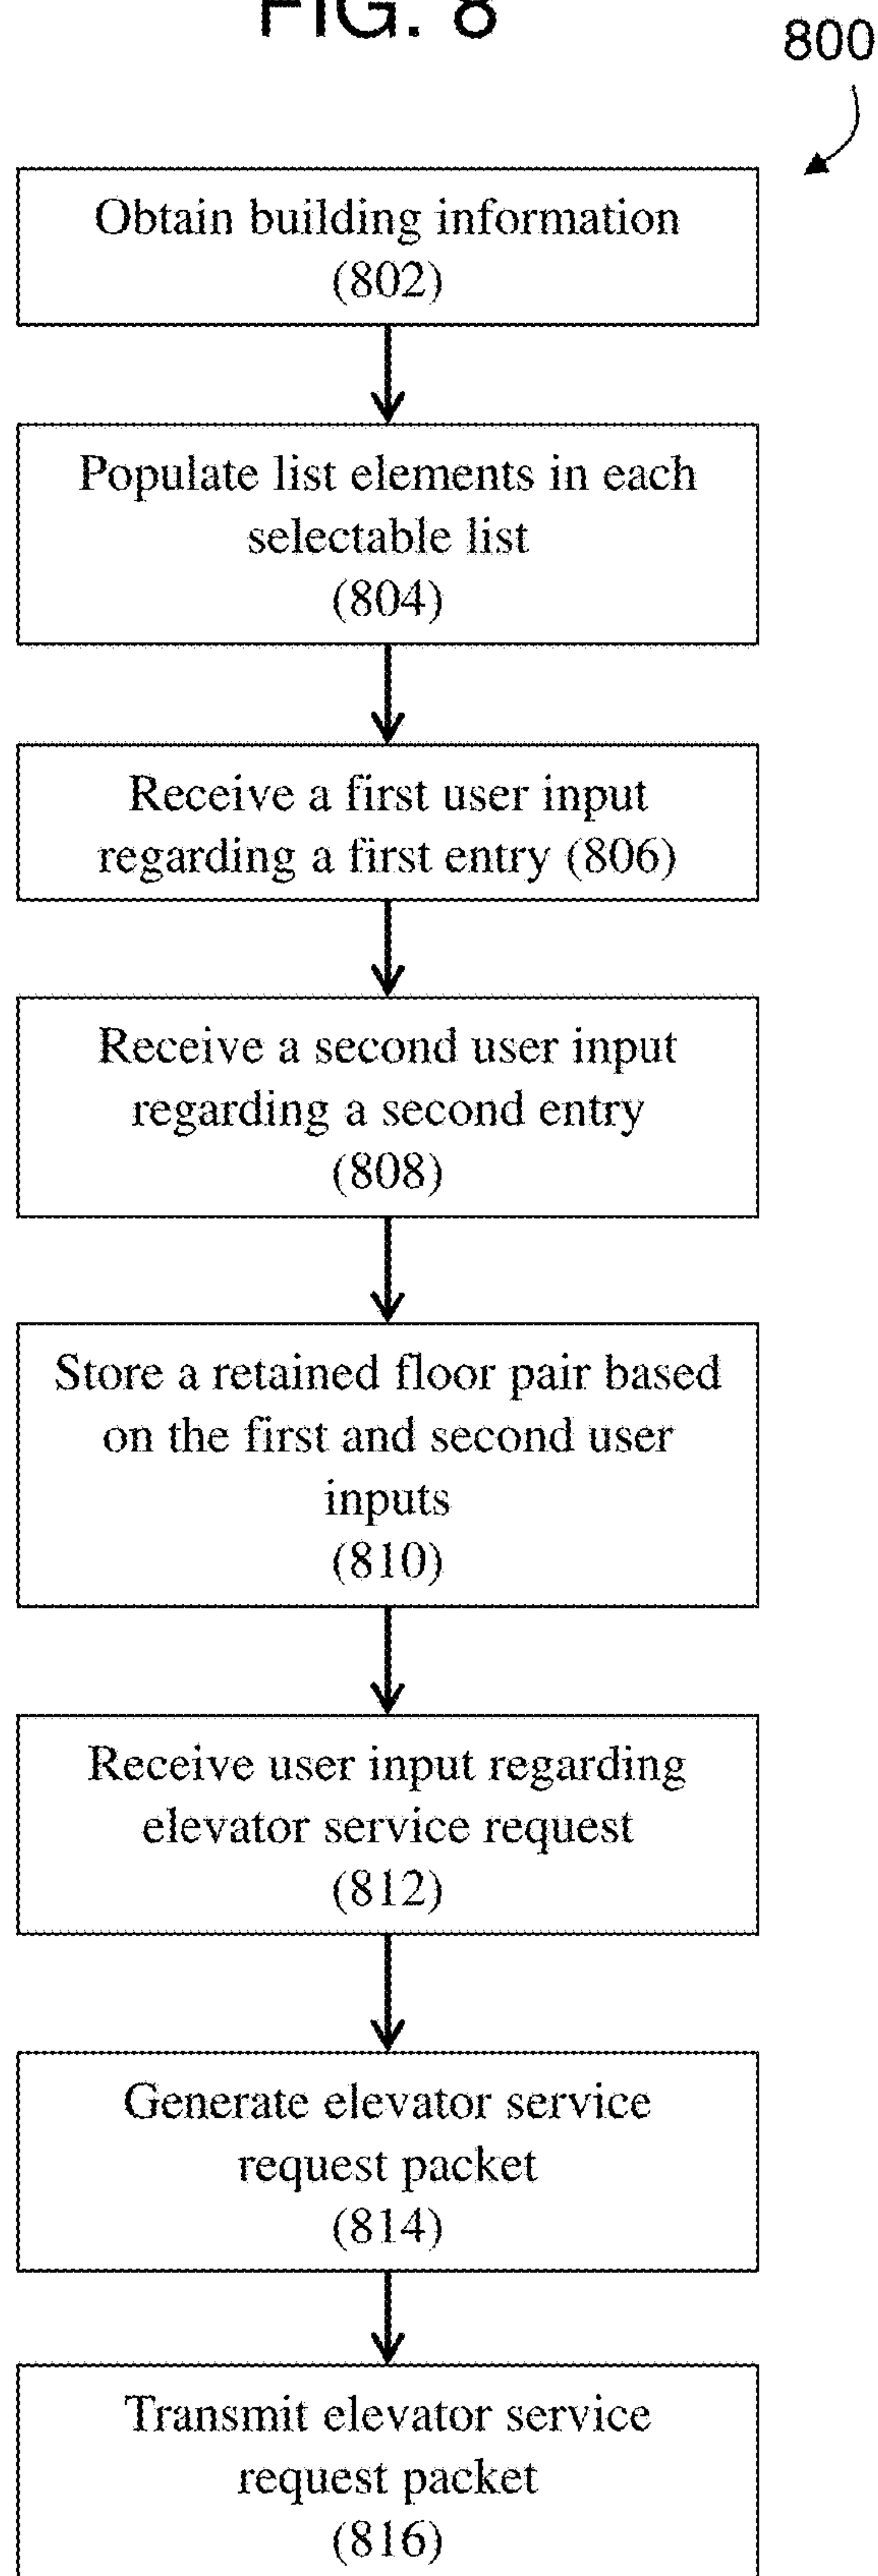 FIG. 8
800
Obtain building information
(802)
Populate list elements in each
selectable list
(804)
Receive a first user input
regarding a first entry (806)
Receive a second user input
regarding a second entry
(808)
Store a retained floor pair based
on the first and second user
inputs
(810)
Receive user input regarding
elevator service request
(812)
Generate elevator service
request packet
(814)
Transmit elevator service
request packet
(816)